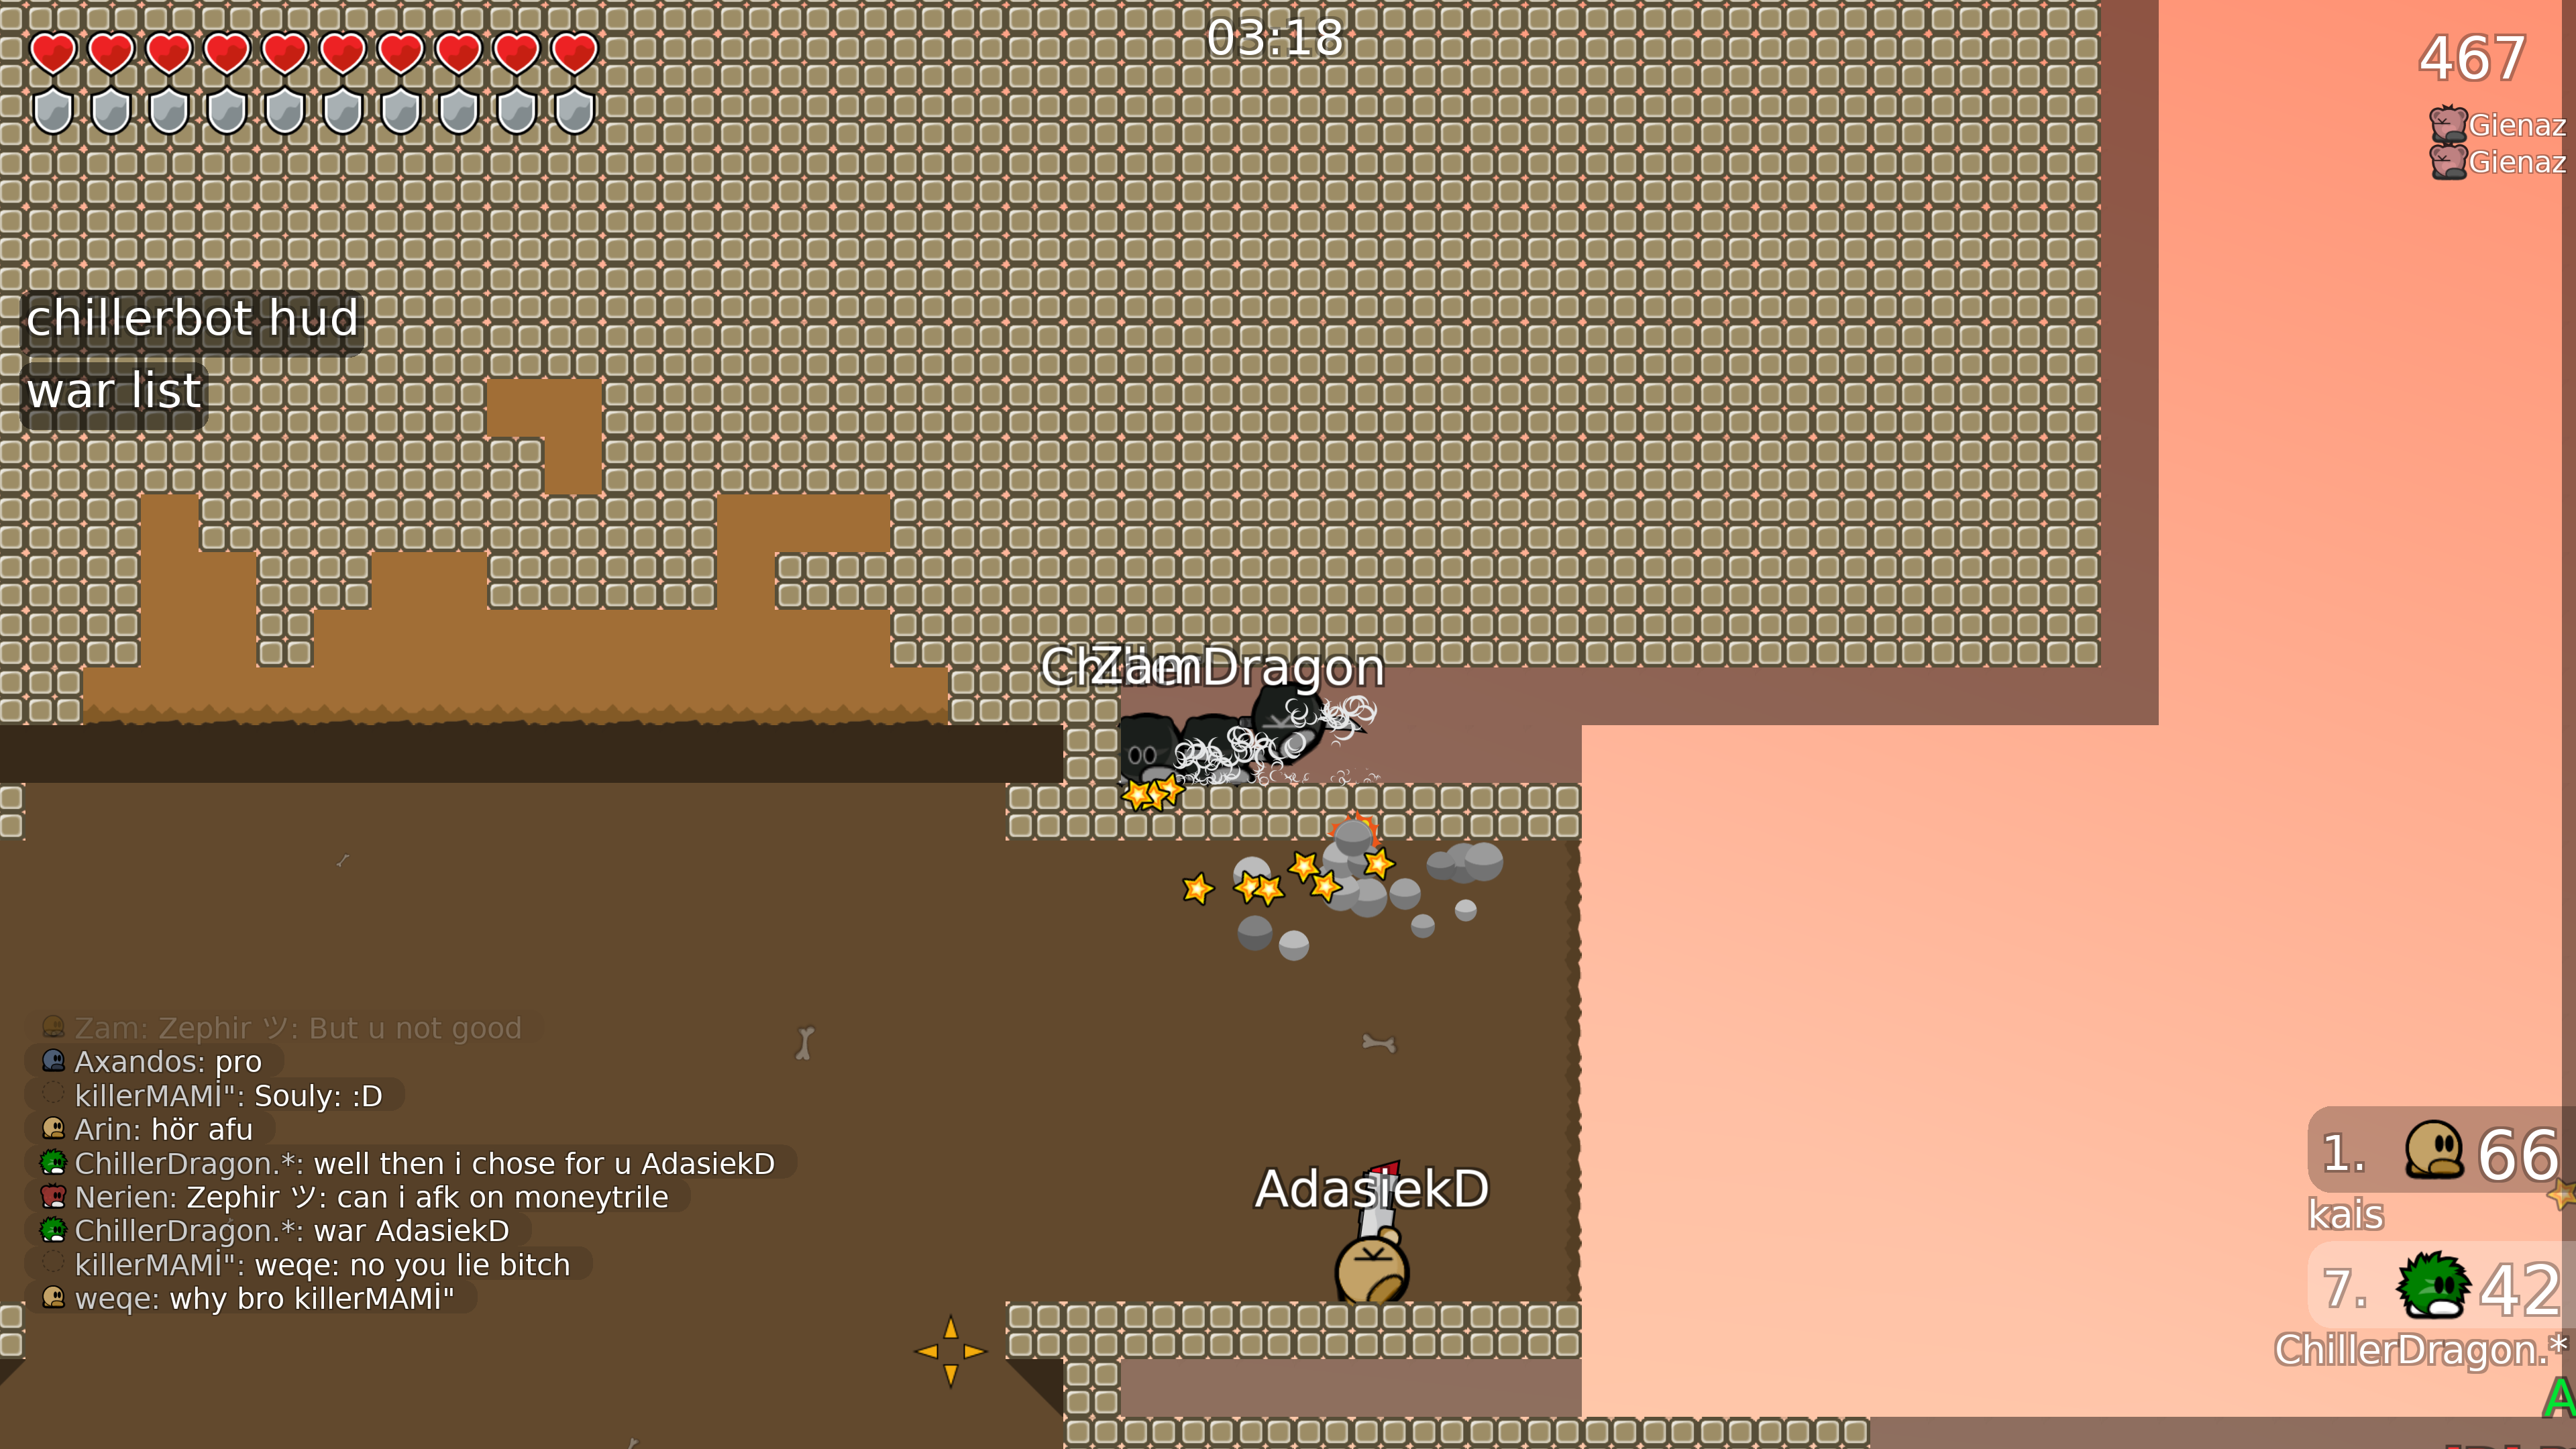 03:18
467
Gienaz
Gienaz
chillerbot hud
war list
Zam
AdasiekD
Zam: Zephir ツ: But u not good
Axandos: pro
killerMAMİ": Souly: :D
Arin: hör afu
ChillerDragon.*: well then i chose for u AdasiekD
Nerien: Zephir ツ: can i afk on moneytrile
ChillerDragon.*: war AdasiekD
killerMAMİ": weqe: no you lie bitch
weqe: why bro killerMAMİ"
1. 66
kais
7. 42
ChillerDragon.*
A